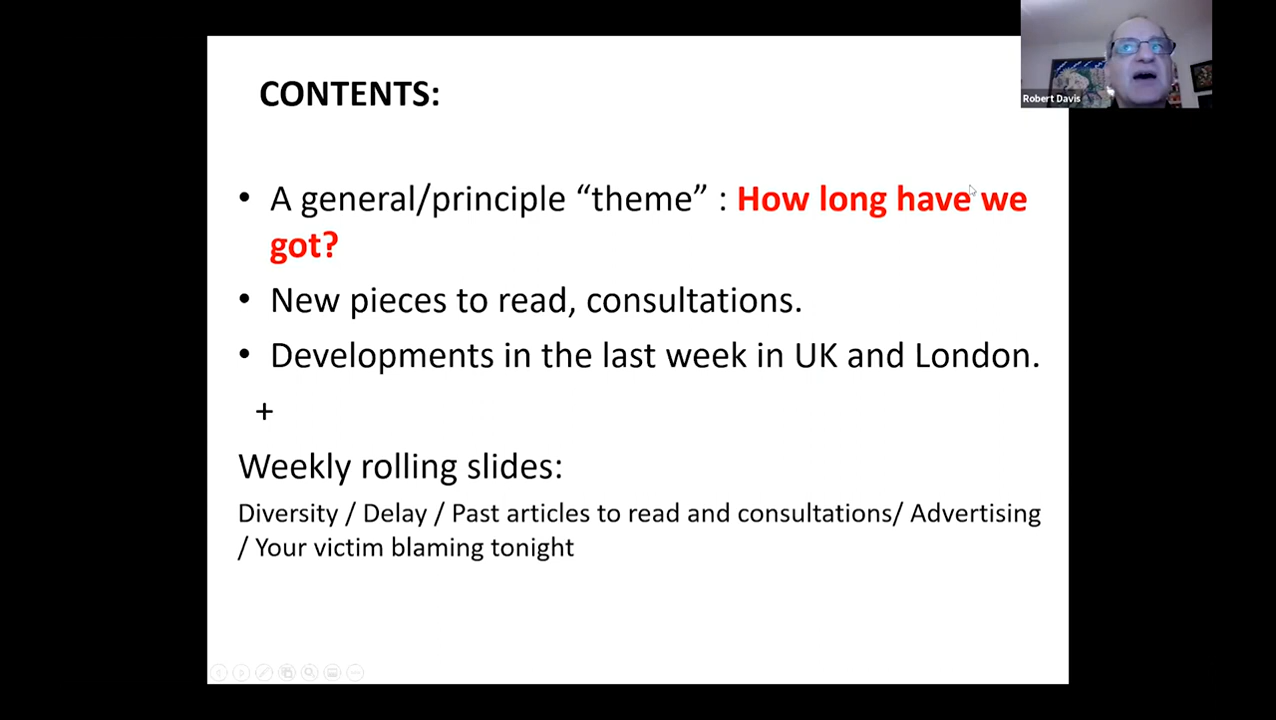 CONTENTS:
Robert Davis
• A general/principle “theme” : How long have we
got?
• New pieces to read, consultations.
• Developments in the last week in UK and London.
+
Weekly rolling slides:
Diversity / Delay / Past articles to read and consultations/ Advertising
/ Your victim blaming tonight